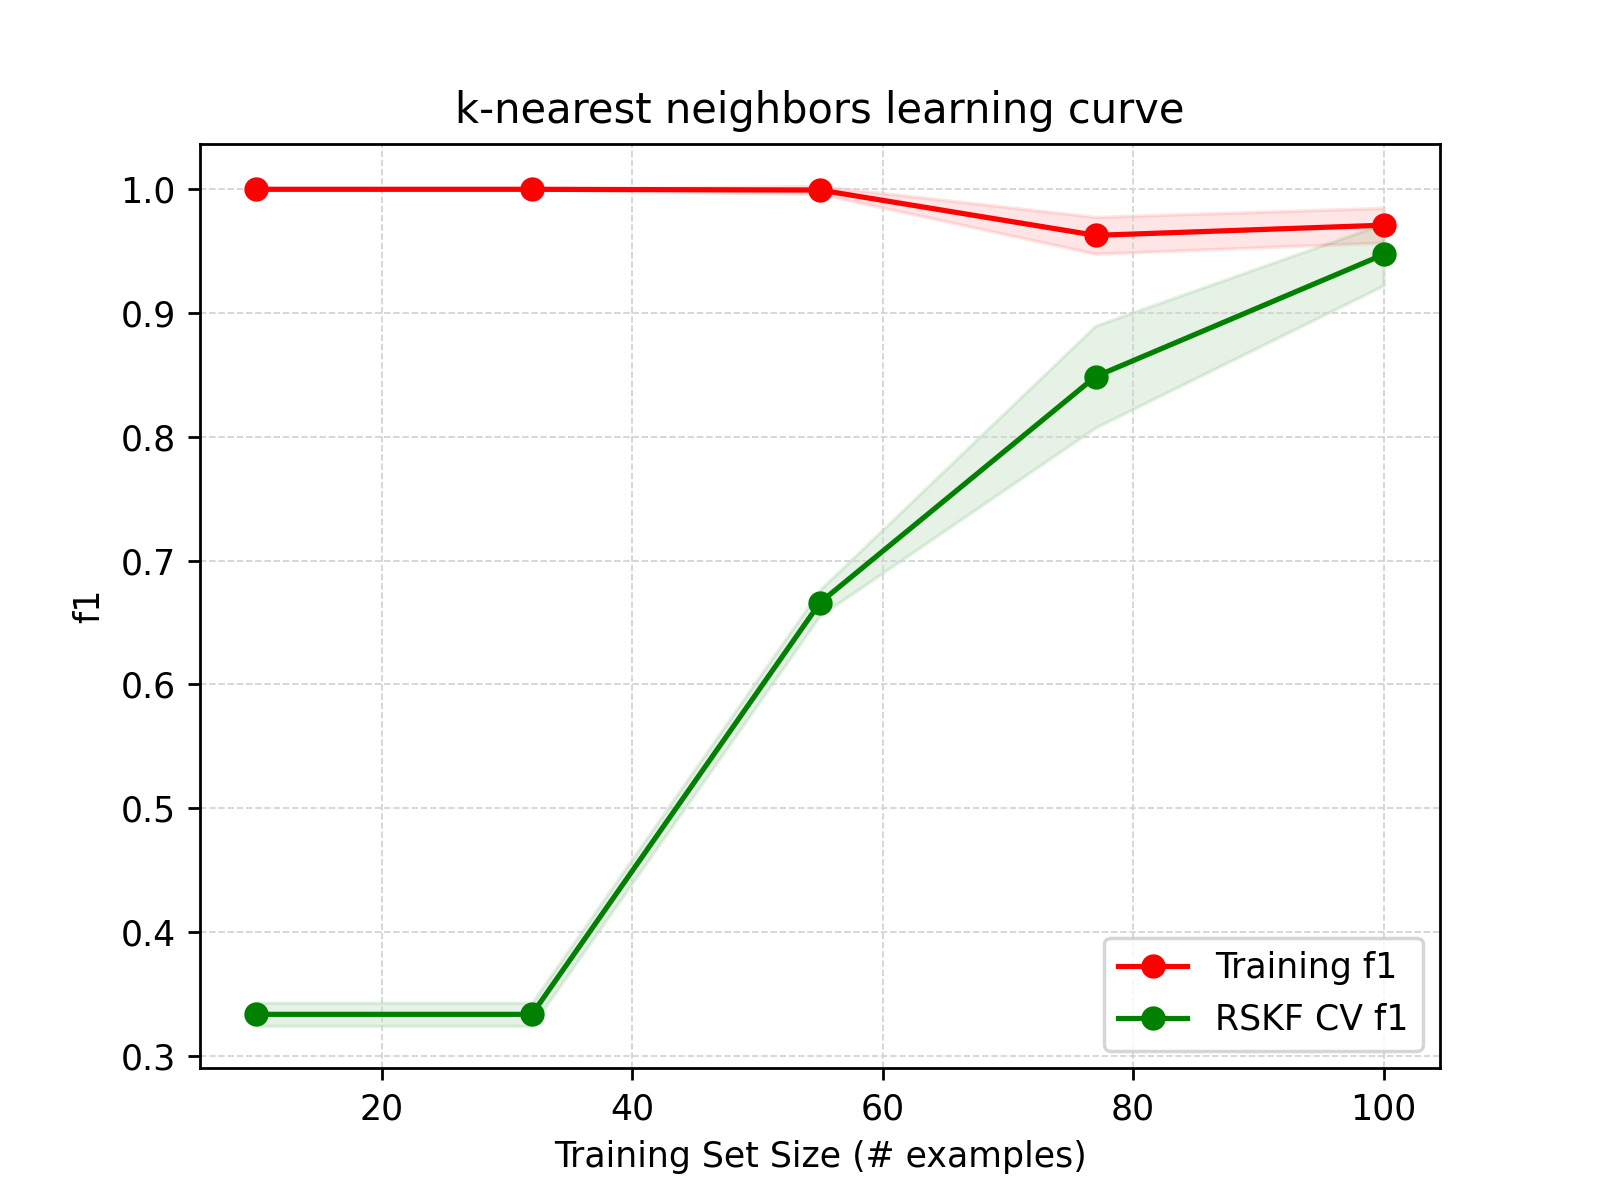 k-nearest neighbors learning curve
1.0
0.9
0.8
0.7
0.6
0.5
0.4
0.3
f1
Training f1
RSKF CV f1
20 40 60 80 100
Training Set Size (# examples)